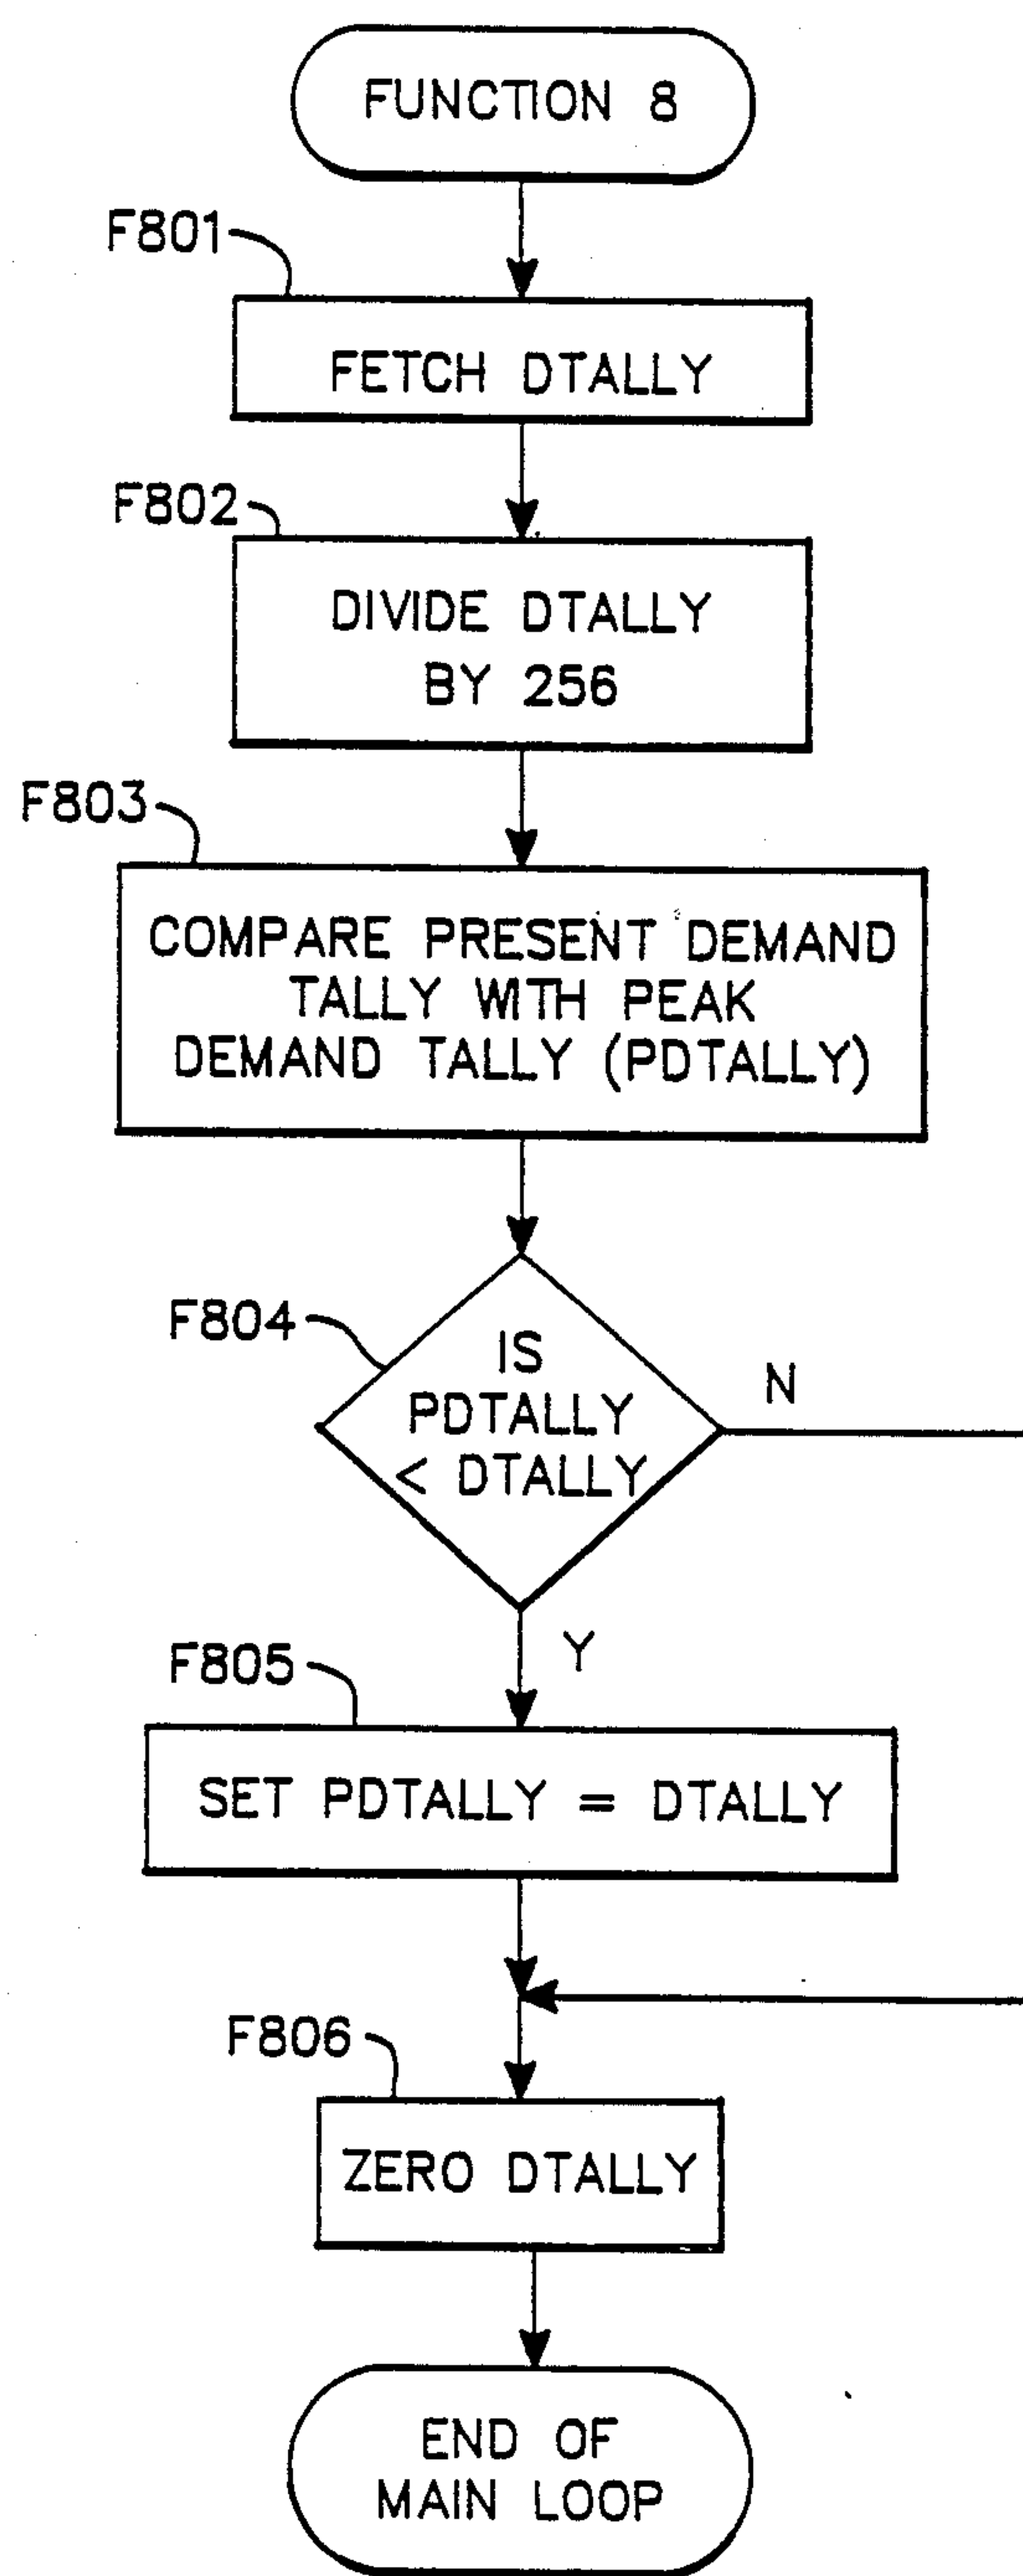 FUNCTION 8
F801
FETCH DTALLY
F802
DIVIDE DTALLY
BY 256
F803
COMPARE PRESENT DEMAND
TALLY WITH PEAK
DEMAND TALLY (PDTALLY)
F804
IS
PDTALLY
< DTALLY
N
Y
F805
SET PDTALLY = DTALLY
F806
ZERO DTALLY
END OF
MAIN LOOP